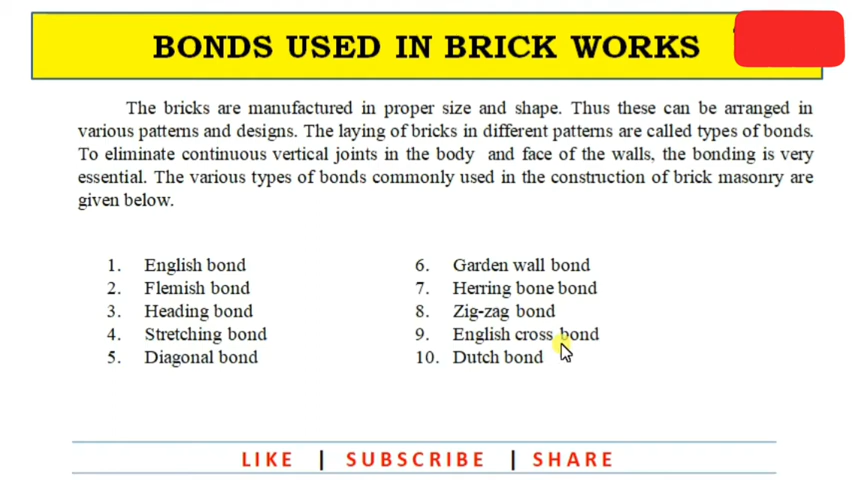 BONDS USED IN BRICK WORKS
The bricks are manufactured in proper size and shape. Thus these can be arranged in
various patterns and designs. The laying of bricks in different patterns are called types of bonds.
To eliminate continuous vertical joints in the body and face of the walls, the bonding is very
essential. The various types of bonds commonly used in the construction of brick masonry are
given below.
1. English bond
2. Flemish bond
3. Heading bond
4. Stretching bond
5. Diagonal bond
6. Garden wall bond
7. Herring bone bond
8. Zig-zag bond
9. English cross bond
10. Dutch bond
LIKE | SUBSCRIBE | SHARE